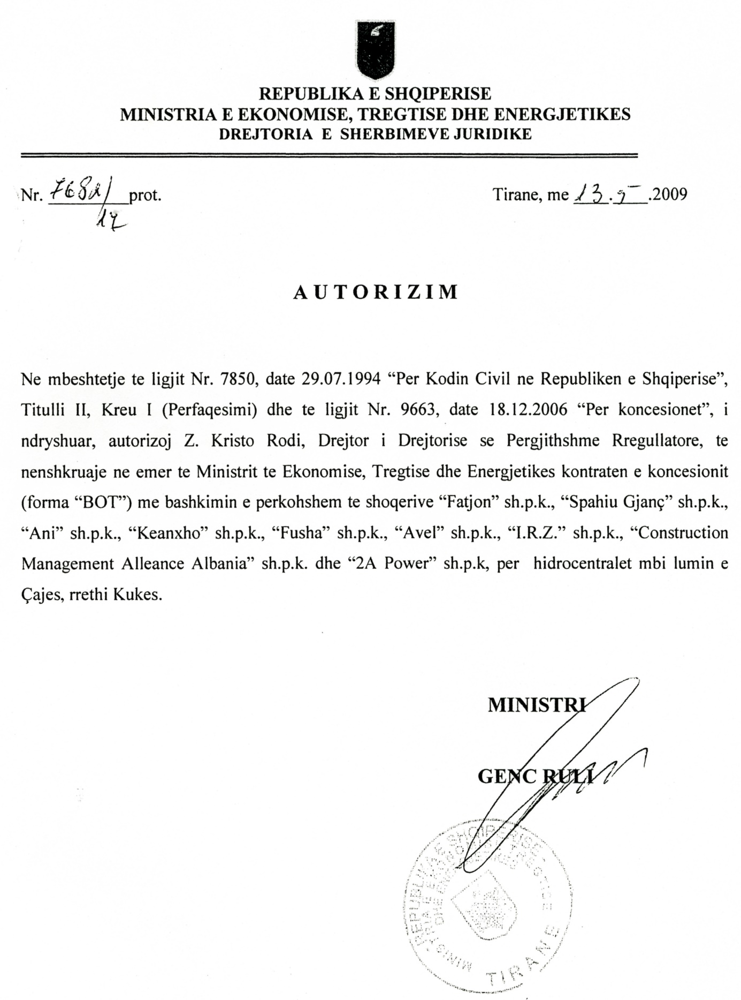 REPUBLIKA E SHQIPERISE
MINISTRIA E EKONOMISE, TREGTISE DHE ENERGJETIKES
DREJTORIA E SHERBIMEVE JURIDIKE
Nr. prot.
Tirane, me 13. .2009
AUTORIZIM
Ne mbeshtetje te ligjit Nr. 7850, date 29.07.1994 “Per Kodin Civil ne Republiken e Shqiperise”,
Titulli II, Kreu I (Perfaqesimi) dhe te ligjit Nr. 9663, date 18.12.2006 “Per koncesionet”, i
ndryshuar, autorizoj Z. Kristo Rodi, Drejtor i Drejtorise se Pergjithshme Rregullatore, te
nenshkruaje ne emer te Ministrit te Ekonomise, Tregtise dhe Energjetikes kontraten e koncesionit
(forma “BOT”) me bashkimin e perkohshem te shoqerive “Fatjon” sh.p.k., “Spahiu Gjanç” sh.p.k.,
“Ani” sh.p.k., “Keanxho” sh.p.k., “Fusha” sh.p.k., “Avel” sh.p.k., “I.R.Z.” sh.p.k., “Construction
Management Alleance Albania” sh.p.k. dhe “2A Power” sh.p.k, per hidrocentralet mbi lumin e
Çajes, rrethi Kukes.
MINISTRI
GENC RULI
REPUBLIKA E SHQIPERISE
TIRANE